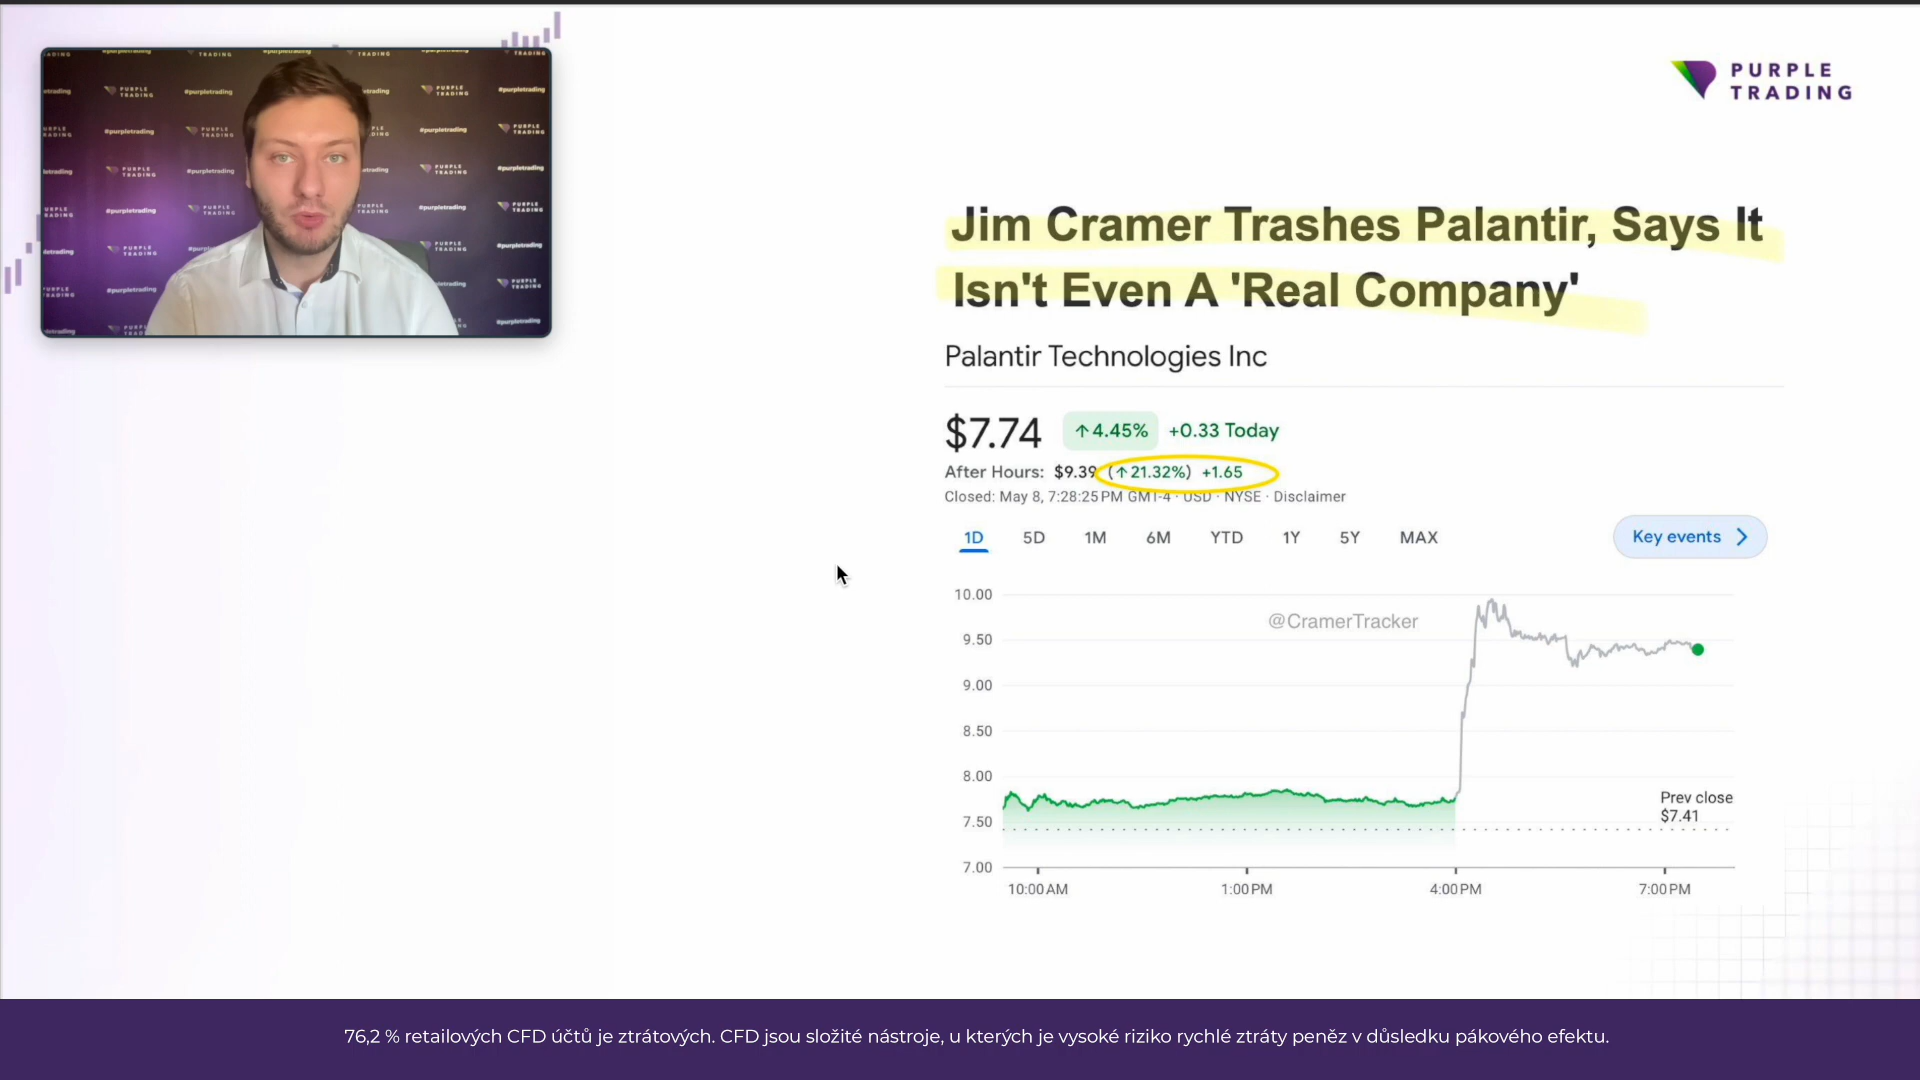 PURPLE
TRADING
Jim Cramer Trashes Palantir, Says It
Isn't Even A 'Real Company'
Palantir Technologies Inc
$7.74 ↑4.45% +0.33 Today
After Hours: $9.39 (↑21.32%) +1.65
Closed: May 8, 7:28:25 PM GMT-4 · USD · NYSE · Disclaimer
1D 5D 1M 6M YTD 1Y 5Y MAX Key events
@CramerTracker
10.00
9.50
9.00
8.50
8.00
7.50
7.00
Prev close
$7.41
10:00 AM 1:00 PM 4:00 PM 7:00 PM
#purpletrading
PURPLE
TRADING
76,2 % retailových CFD účtů je ztrátových. CFD jsou složité nástroje, u kterých je vysoké riziko rychlé ztráty peněz v důsledku pákového efektu.